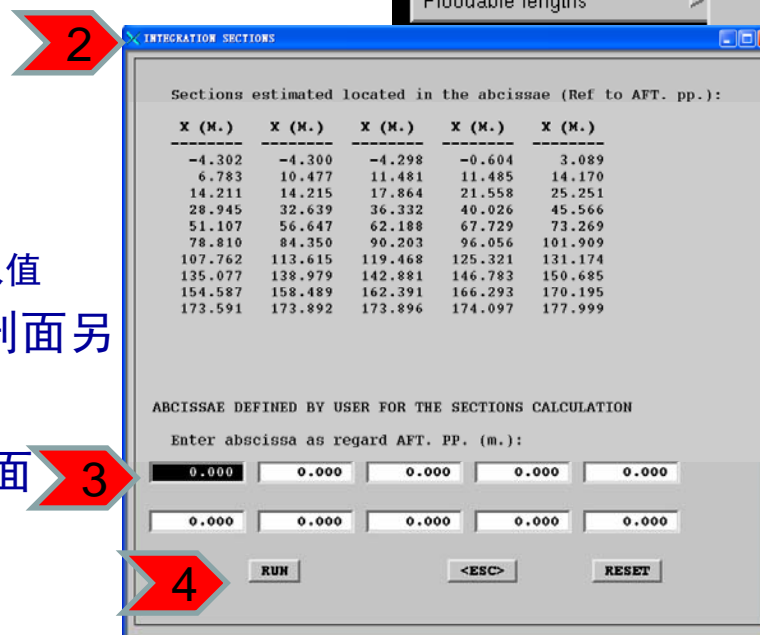 Floodable lengths
2
INTEGRATION SECTIONS
Sections estimated located in the abcissae (Ref to AFT. pp.):
X (M.) X (M.) X (M.) X (M.) X (M.)
-------- -------- -------- -------- --------
-4.302 -4.300 -4.298 -0.604 3.089
6.783 10.477 11.481 11.485 14.170
14.211 14.215 17.864 21.558 25.251
28.945 32.639 36.332 40.026 45.566
51.107 56.647 62.188 67.729 73.269
78.810 84.350 90.203 96.056 101.909
107.762 113.615 119.468 125.321 131.174
135.077 138.979 142.881 146.783 150.685
154.587 158.489 162.391 166.293 170.195
173.591 173.892 173.896 174.097 177.999
值
面另
ABCISSAE DEFINED BY USER FOR THE SECTIONS CALCULATION
Enter abscissa as regard AFT. PP. (m.):
面
3
0.000 0.000 0.000 0.000 0.000
0.000 0.000 0.000 0.000 0.000
4
RUN <ESC> RESET